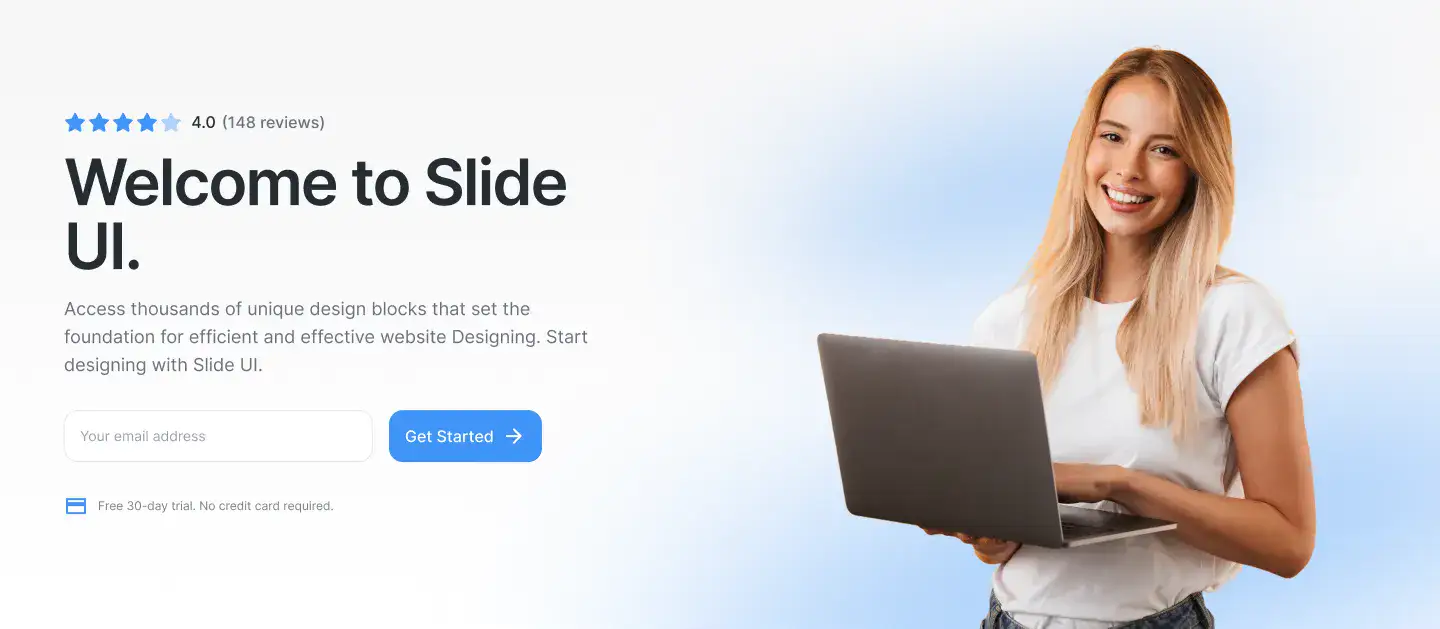 4.0 (148 reviews)
Welcome to Slide
UI.
Access thousands of unique design blocks that set the
foundation for efficient and effective website Designing. Start
designing with Slide UI.
Your email address
Get Started
Free 30-day trial. No credit card required.